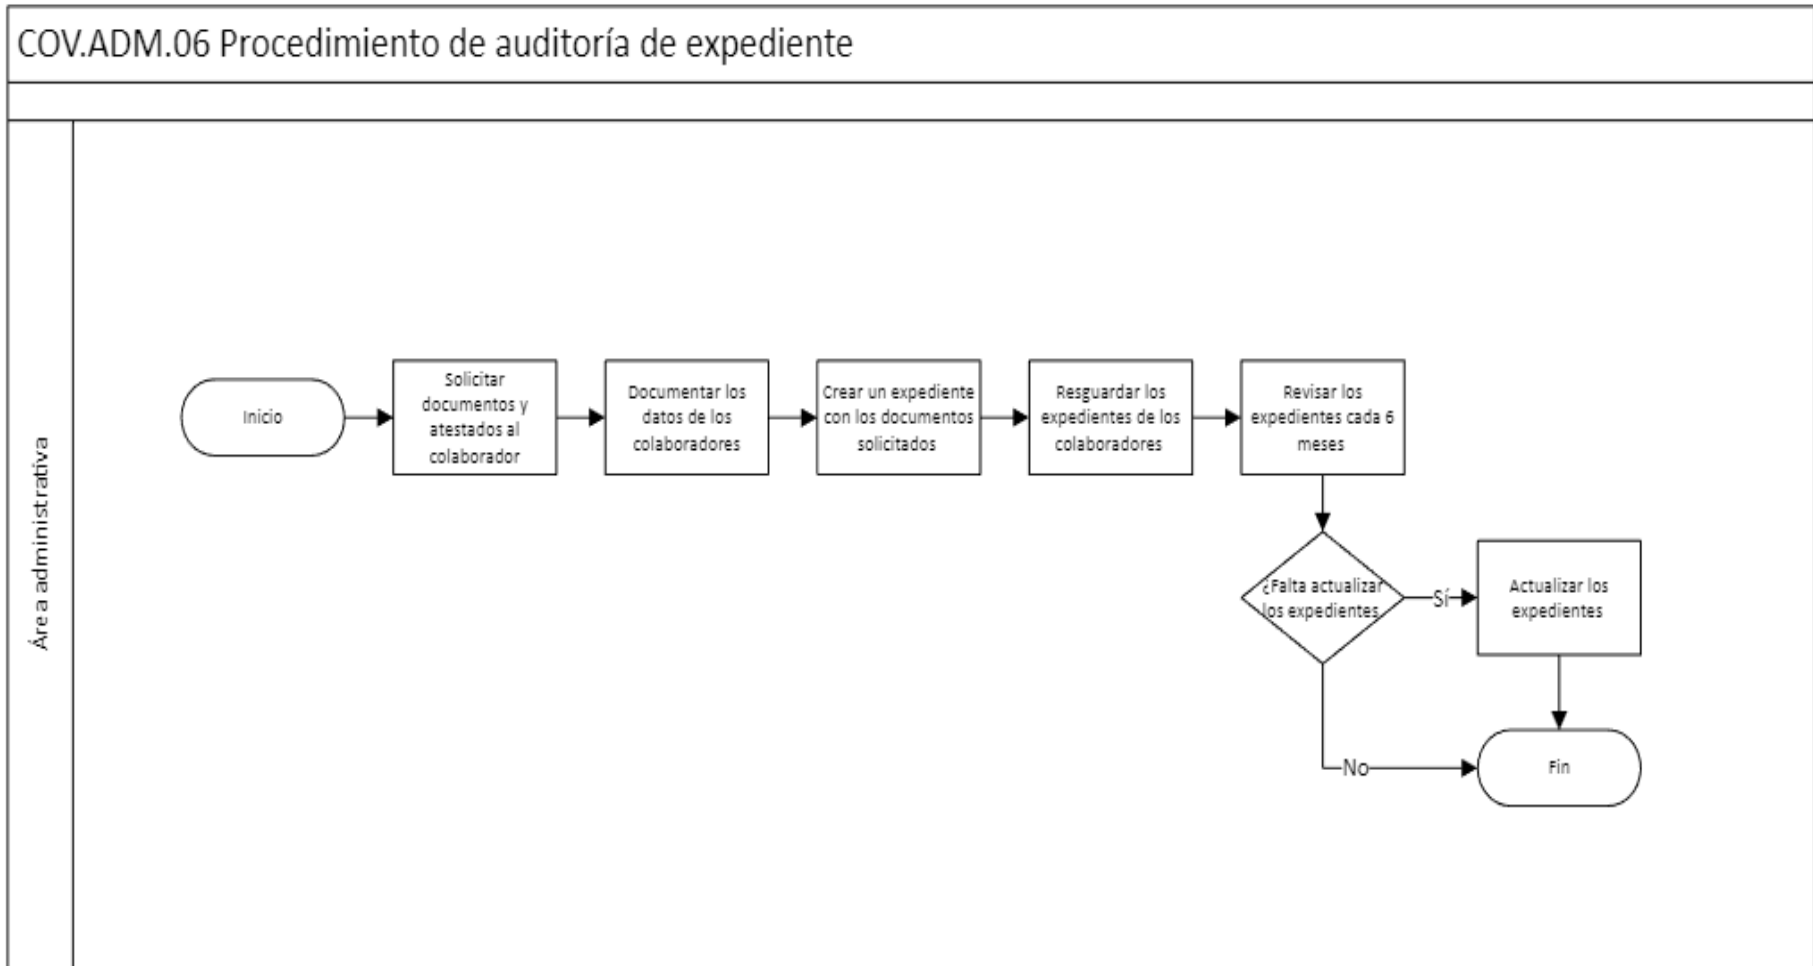 COV.ADM.06 Procedimiento de auditoría de expediente
Área administrativa
Inicio
Solicitar
documentos y
atestados al
colaborador
Documentar los
datos de los
colaboradores
Crear un expediente
con los documentos
solicitados
Resguardar los
expedientes de los
colaboradores
Revisar los
expedientes cada 6
meses
¿Falta actualizar
los expedientes
Sí
Actualizar los
expedientes
No
Fin